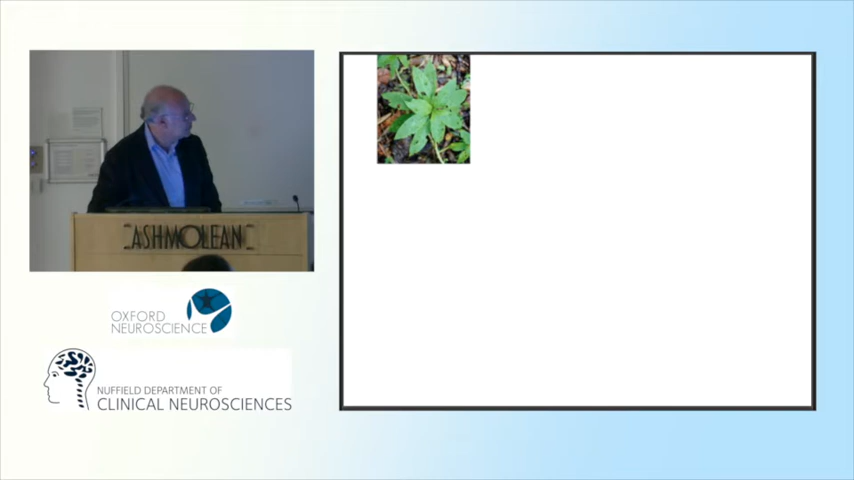 ASHMOLEAN
OXFORD
NEUROSCIENCE
NUFFIELD DEPARTMENT OF
CLINICAL NEUROSCIENCES